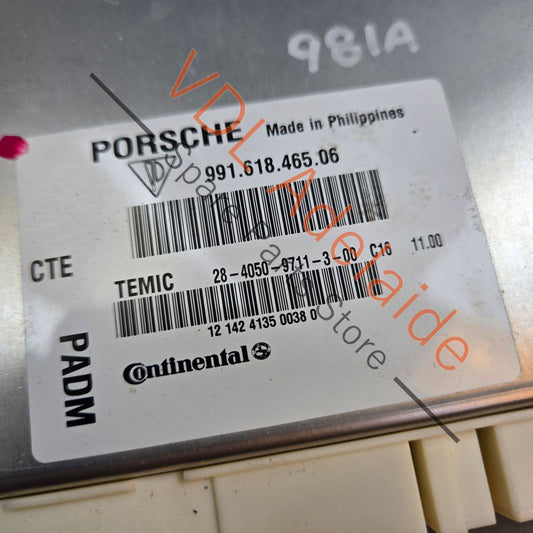 981A
PORSCHE Made in Philippines
991.618.465.06
CTE
TEMIC 28-4050-9711-3-00 C16 11.00
12 142 4135 0038 0
Continental
PADM
VDL Adelaide
Spare Parts Store